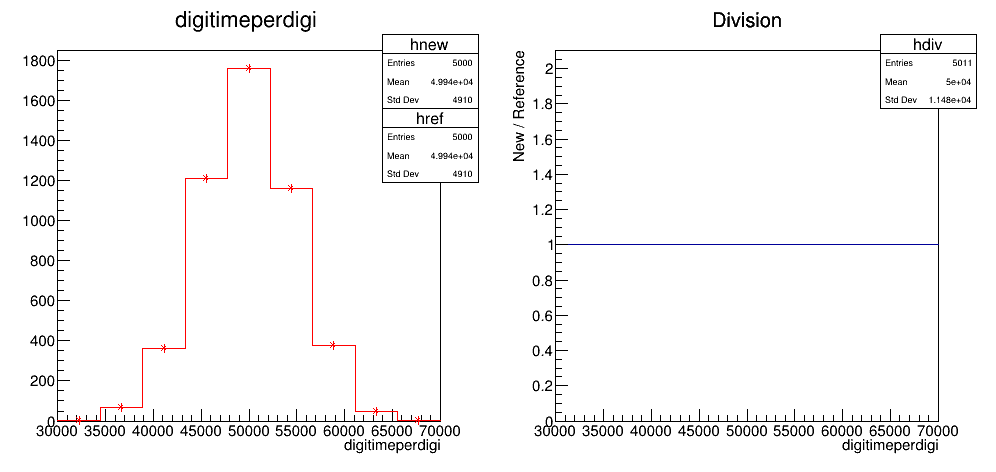 digitimeperdigi
hnew
Entries 5000
Mean 4.994e+04
Std Dev 4910
href
Entries 5000
Mean 4.994e+04
Std Dev 4910
1800
1600
1400
1200
1000
800
600
400
200
0
30000 35000 40000 45000 50000 55000 60000 65000 70000
digitimeperdigi
Division
hdiv
Entries 5011
Mean 5e+04
Std Dev 1.148e+04
New / Reference
2
1.8
1.6
1.4
1.2
1
0.8
0.6
0.4
0.2
0
30000 35000 40000 45000 50000 55000 60000 65000 70000
digitimeperdigi